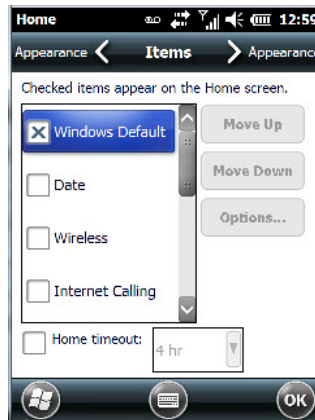 Home 12:59
Appearance Items Appearance
Checked items appear on the Home screen.
Windows Default
Move Up
Date
Move Down
Wireless
Options...
Internet Calling
Home timeout: 4 hr
OK